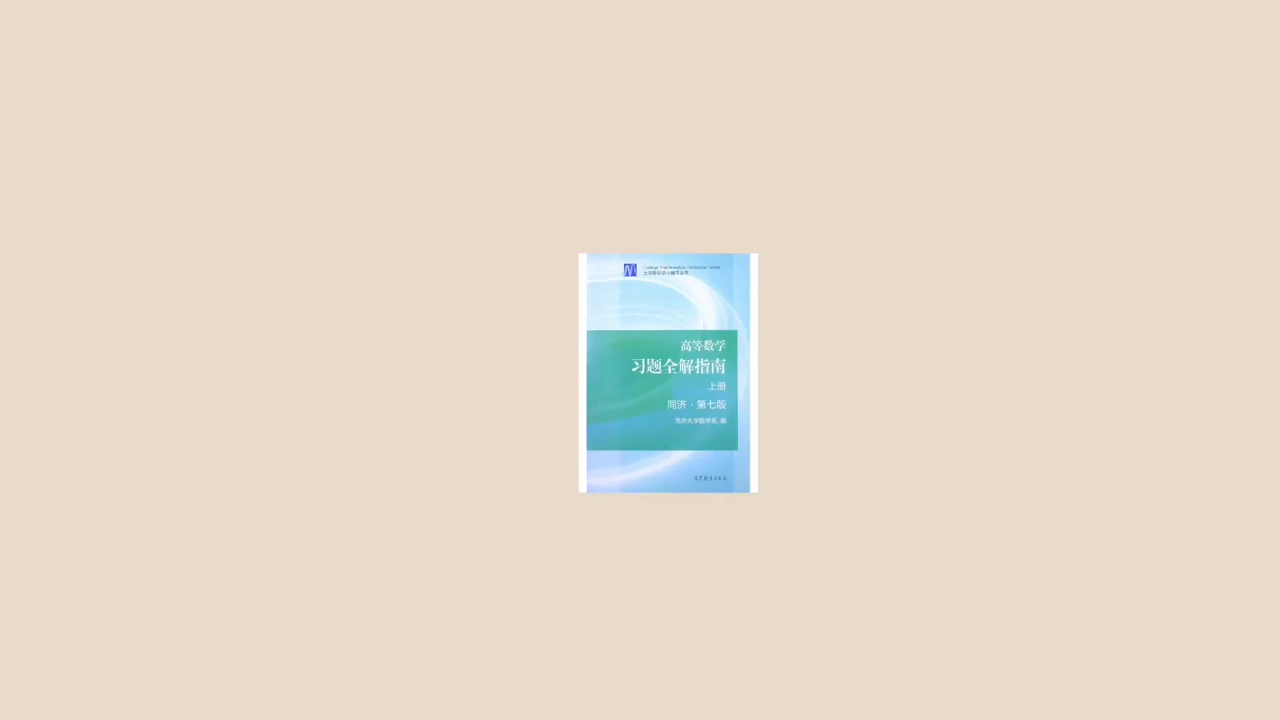 高等数学
习题全解指南
上册
同济·第七版
同济大学数学系 编